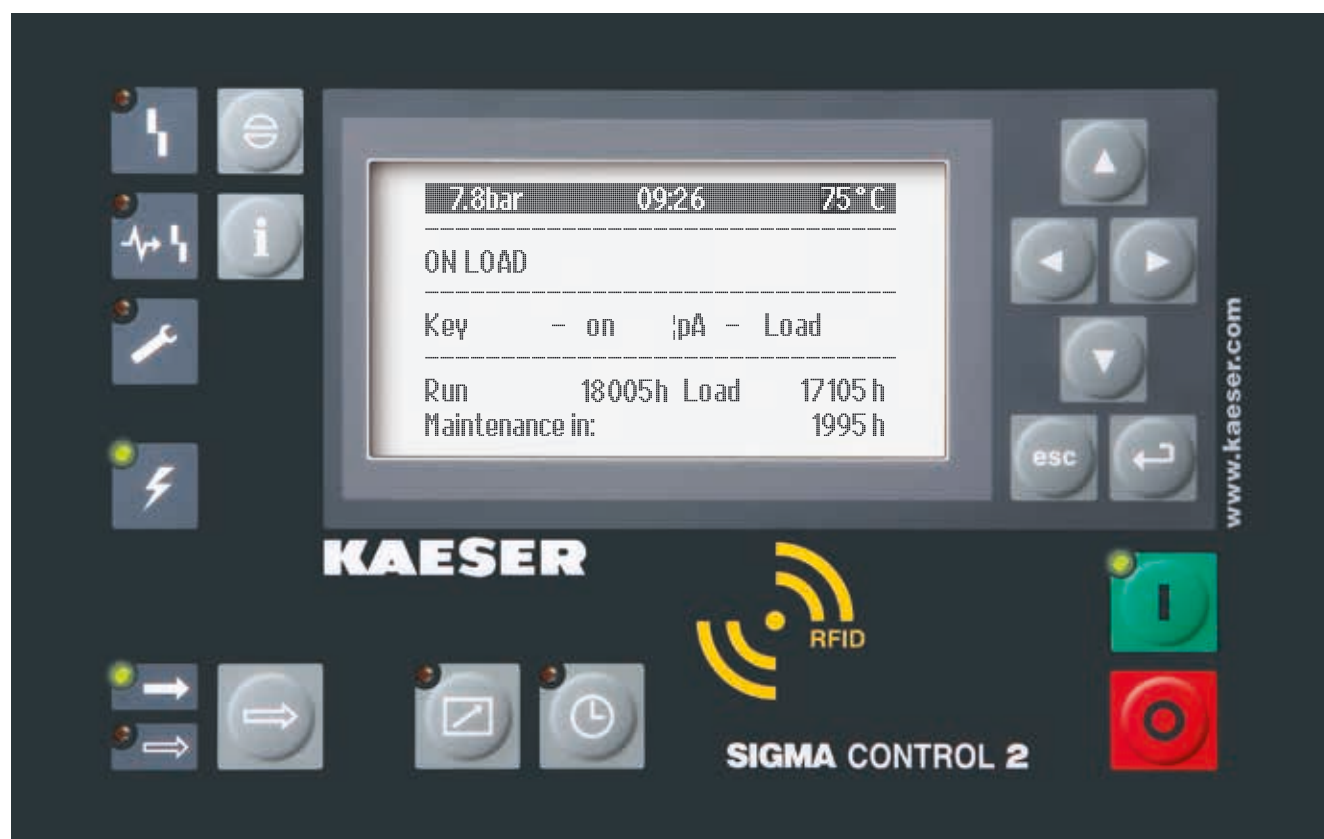 7.8bar 09:26 75°C
ON LOAD
Key - on ¦pA - Load
Run 18005h Load 17105h
Maintenance in: 1995h
i
esc
www.kaeser.com
KAESER
RFID
I
O
SIGMA CONTROL 2